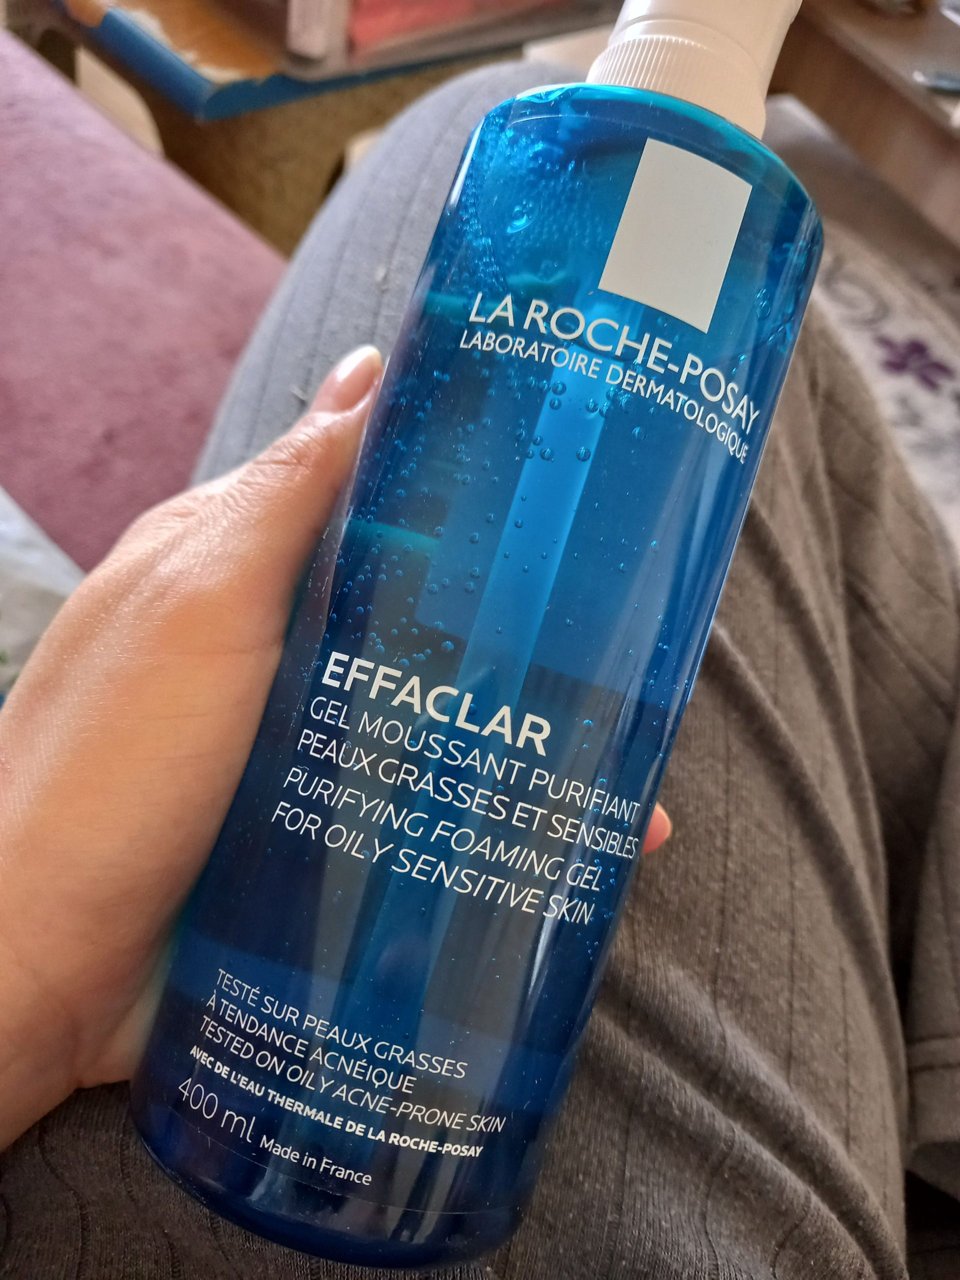 LA ROCHE-POSAY
LABORATOIRE DERMATOLOGIQUE
EFFACLAR
GEL MOUSSANT PURIFIANT
PEAUX GRASSES ET SENSIBLES
PURIFYING FOAMING GEL
FOR OILY SENSITIVE SKIN
TESTÉ SUR PEAUX GRASSES
À TENDANCE ACNÉIQUE
TESTED ON OILY ACNE-PRONE SKIN
AVEC DE L'EAU THERMALE DE LA ROCHE-POSAY
400 ml Made in France